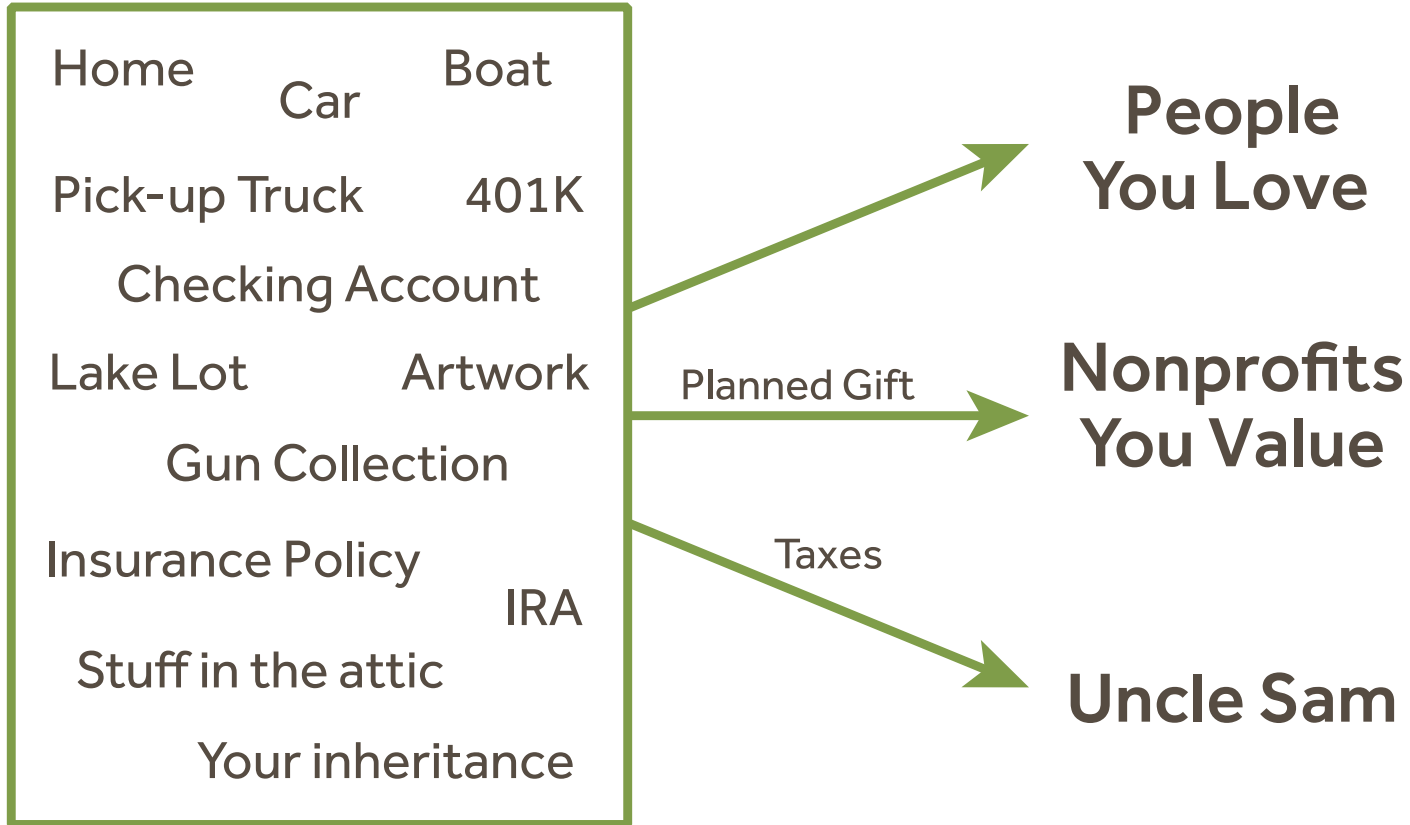 Home
Car
Boat
Pick-up Truck
401K
Checking Account
Lake Lot
Artwork
Gun Collection
Insurance Policy
IRA
Stuff in the attic
Your inheritance
People
You Love
Planned Gift
Nonprofits
You Value
Taxes
Uncle Sam